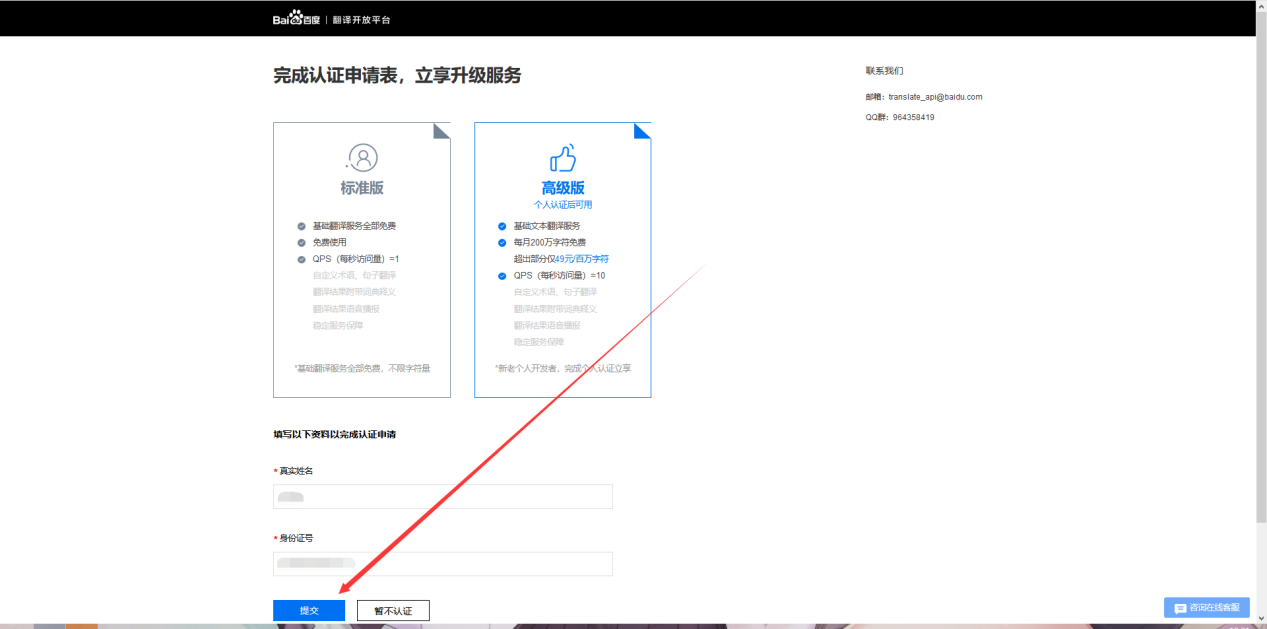 Baidu百度 | 翻译开放平台
完成认证申请表，立享升级服务
标准版
基础翻译服务全部免费
免费使用
QPS（每秒访问量）=1
自定义术语、句子翻译
翻译结果附带词典释义
翻译结果语音播报
稳定服务保障
*基础翻译服务全部免费，不限字符量
高级版
个人认证后可用
基础文本翻译服务
每月200万字符免费
超出部分仅49元/百万字符
QPS（每秒访问量）=10
自定义术语、句子翻译
翻译结果附带词典释义
翻译结果语音播报
稳定服务保障
*新老个人开发者，完成个人认证立享
填写以下资料以完成认证申请
* 真实姓名
* 身份证号
提交
暂不认证
联系我们
邮箱：translate_api@baidu.com
QQ群：964358419
咨询在线客服